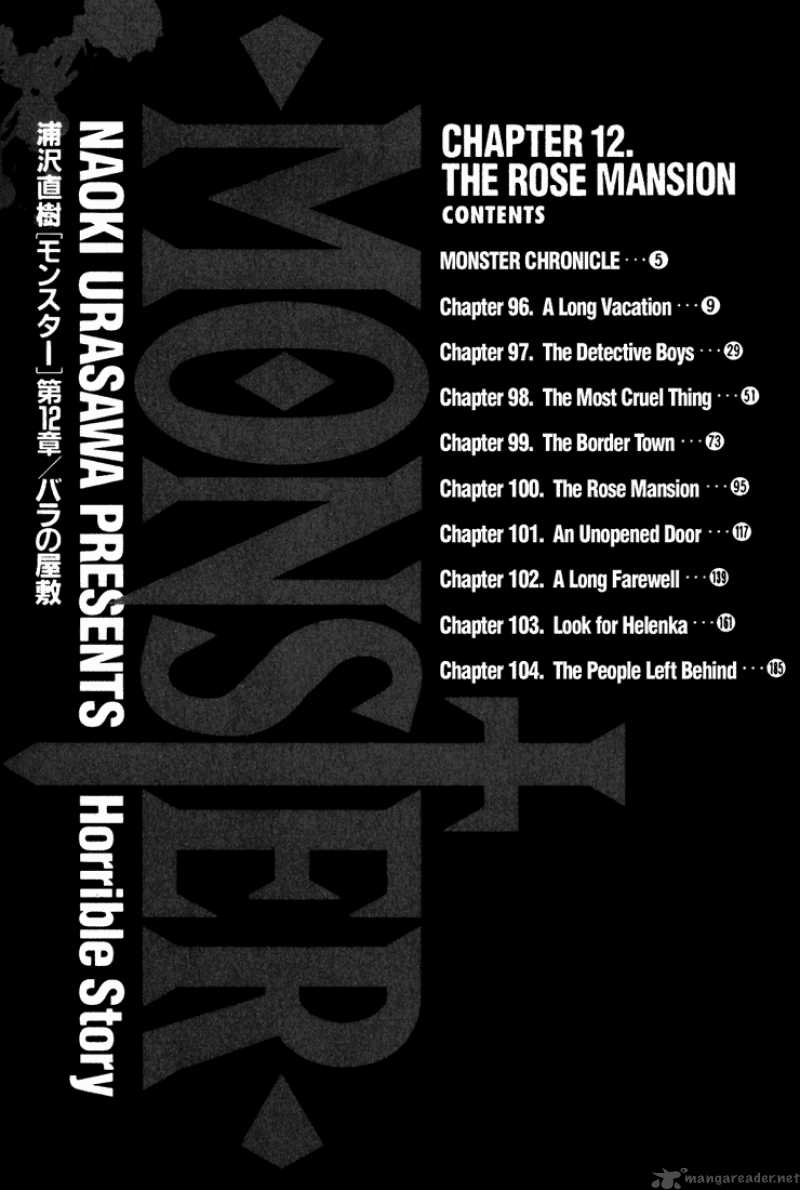 浦沢直樹［モンスター］第12章／バラの屋敷
NAOKI URASAWA PRESENTS Horrible Story
MONSTER
CHAPTER 12.
THE ROSE MANSION
CONTENTS
MONSTER CHRONICLE ··· 5
Chapter 96. A Long Vacation ··· 9
Chapter 97. The Detective Boys ··· 29
Chapter 98. The Most Cruel Thing ··· 51
Chapter 99. The Border Town ··· 73
Chapter 100. The Rose Mansion ··· 95
Chapter 101. An Unopened Door ··· 117
Chapter 102. A Long Farewell ··· 139
Chapter 103. Look for Helenka ··· 161
Chapter 104. The People Left Behind ··· 185
mangareader.net